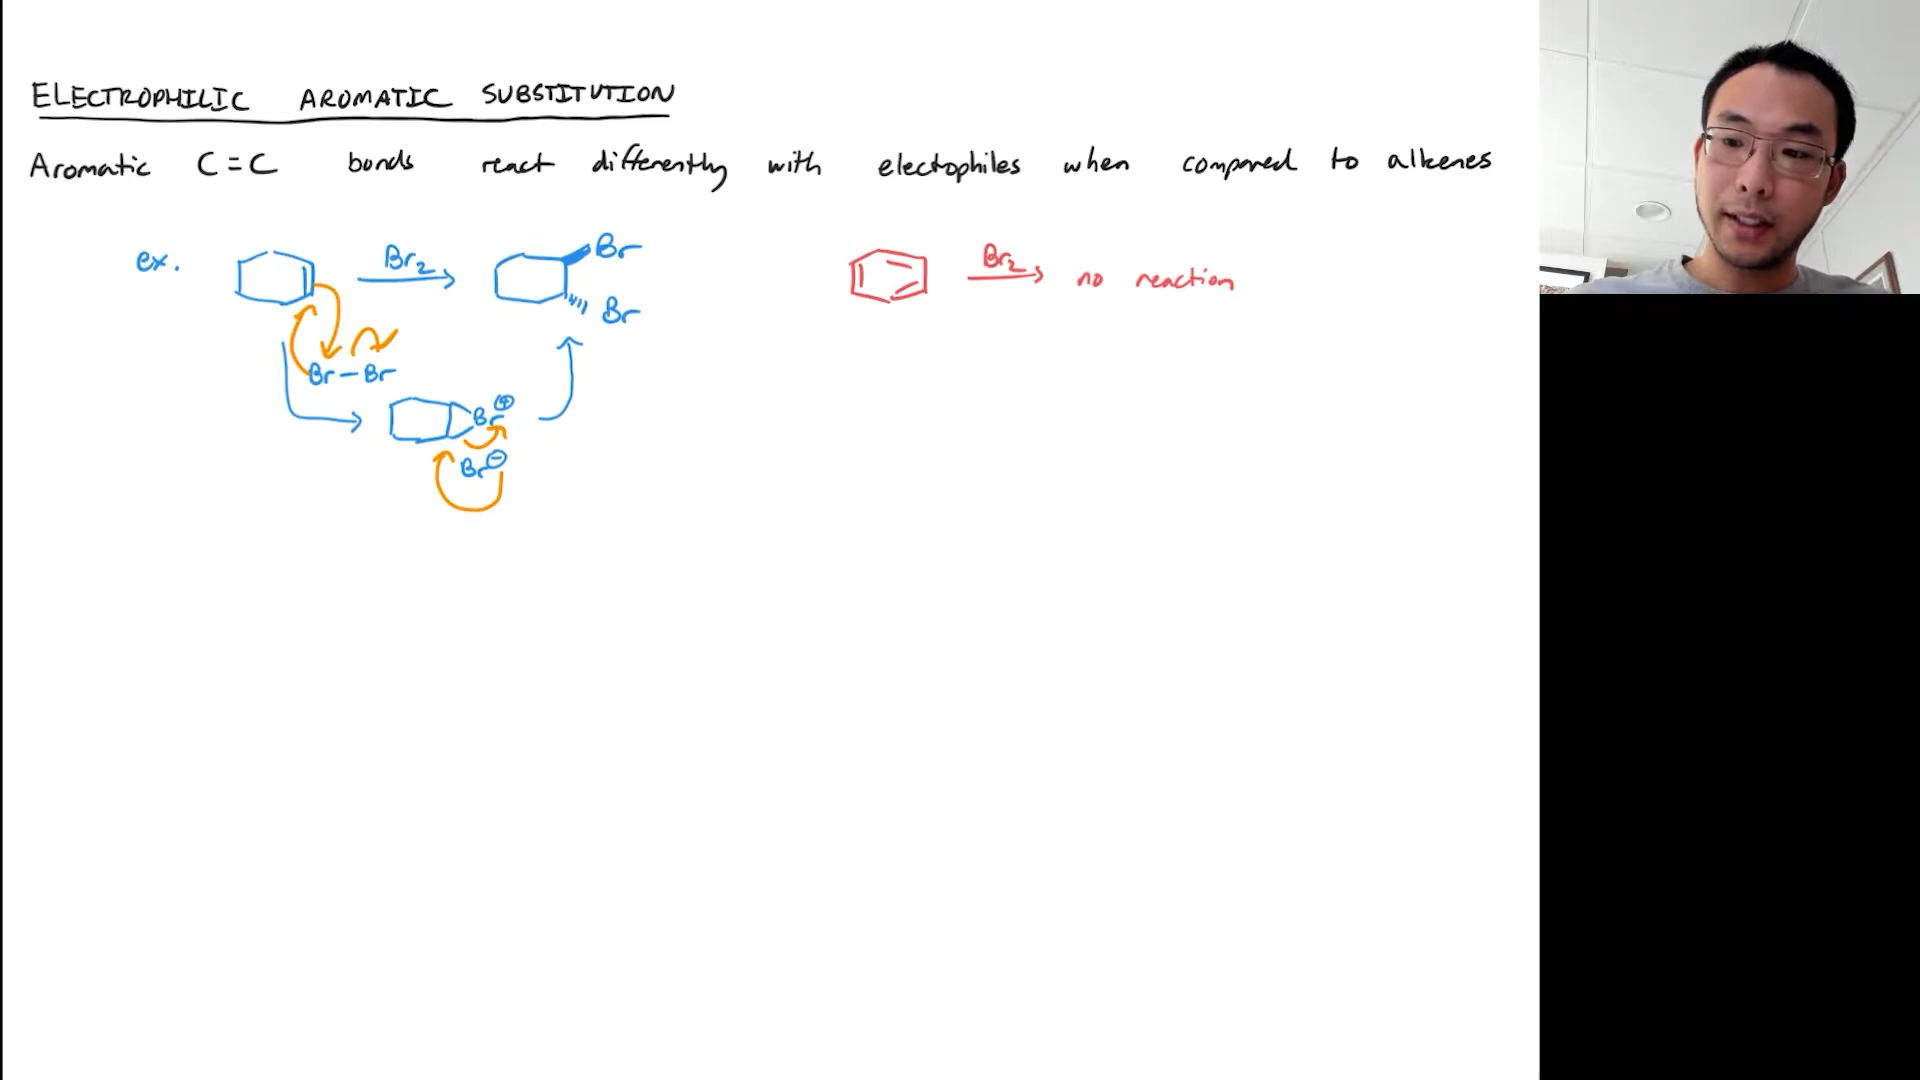 ELECTROPHILIC AROMATIC SUBSTITUTION
Aromatic C=C bonds react differently with electophiles when compared to alkenes
ex. Br₂ Br Br
Br₂ no reaction
Br–Br
Br⊕
Br⊖